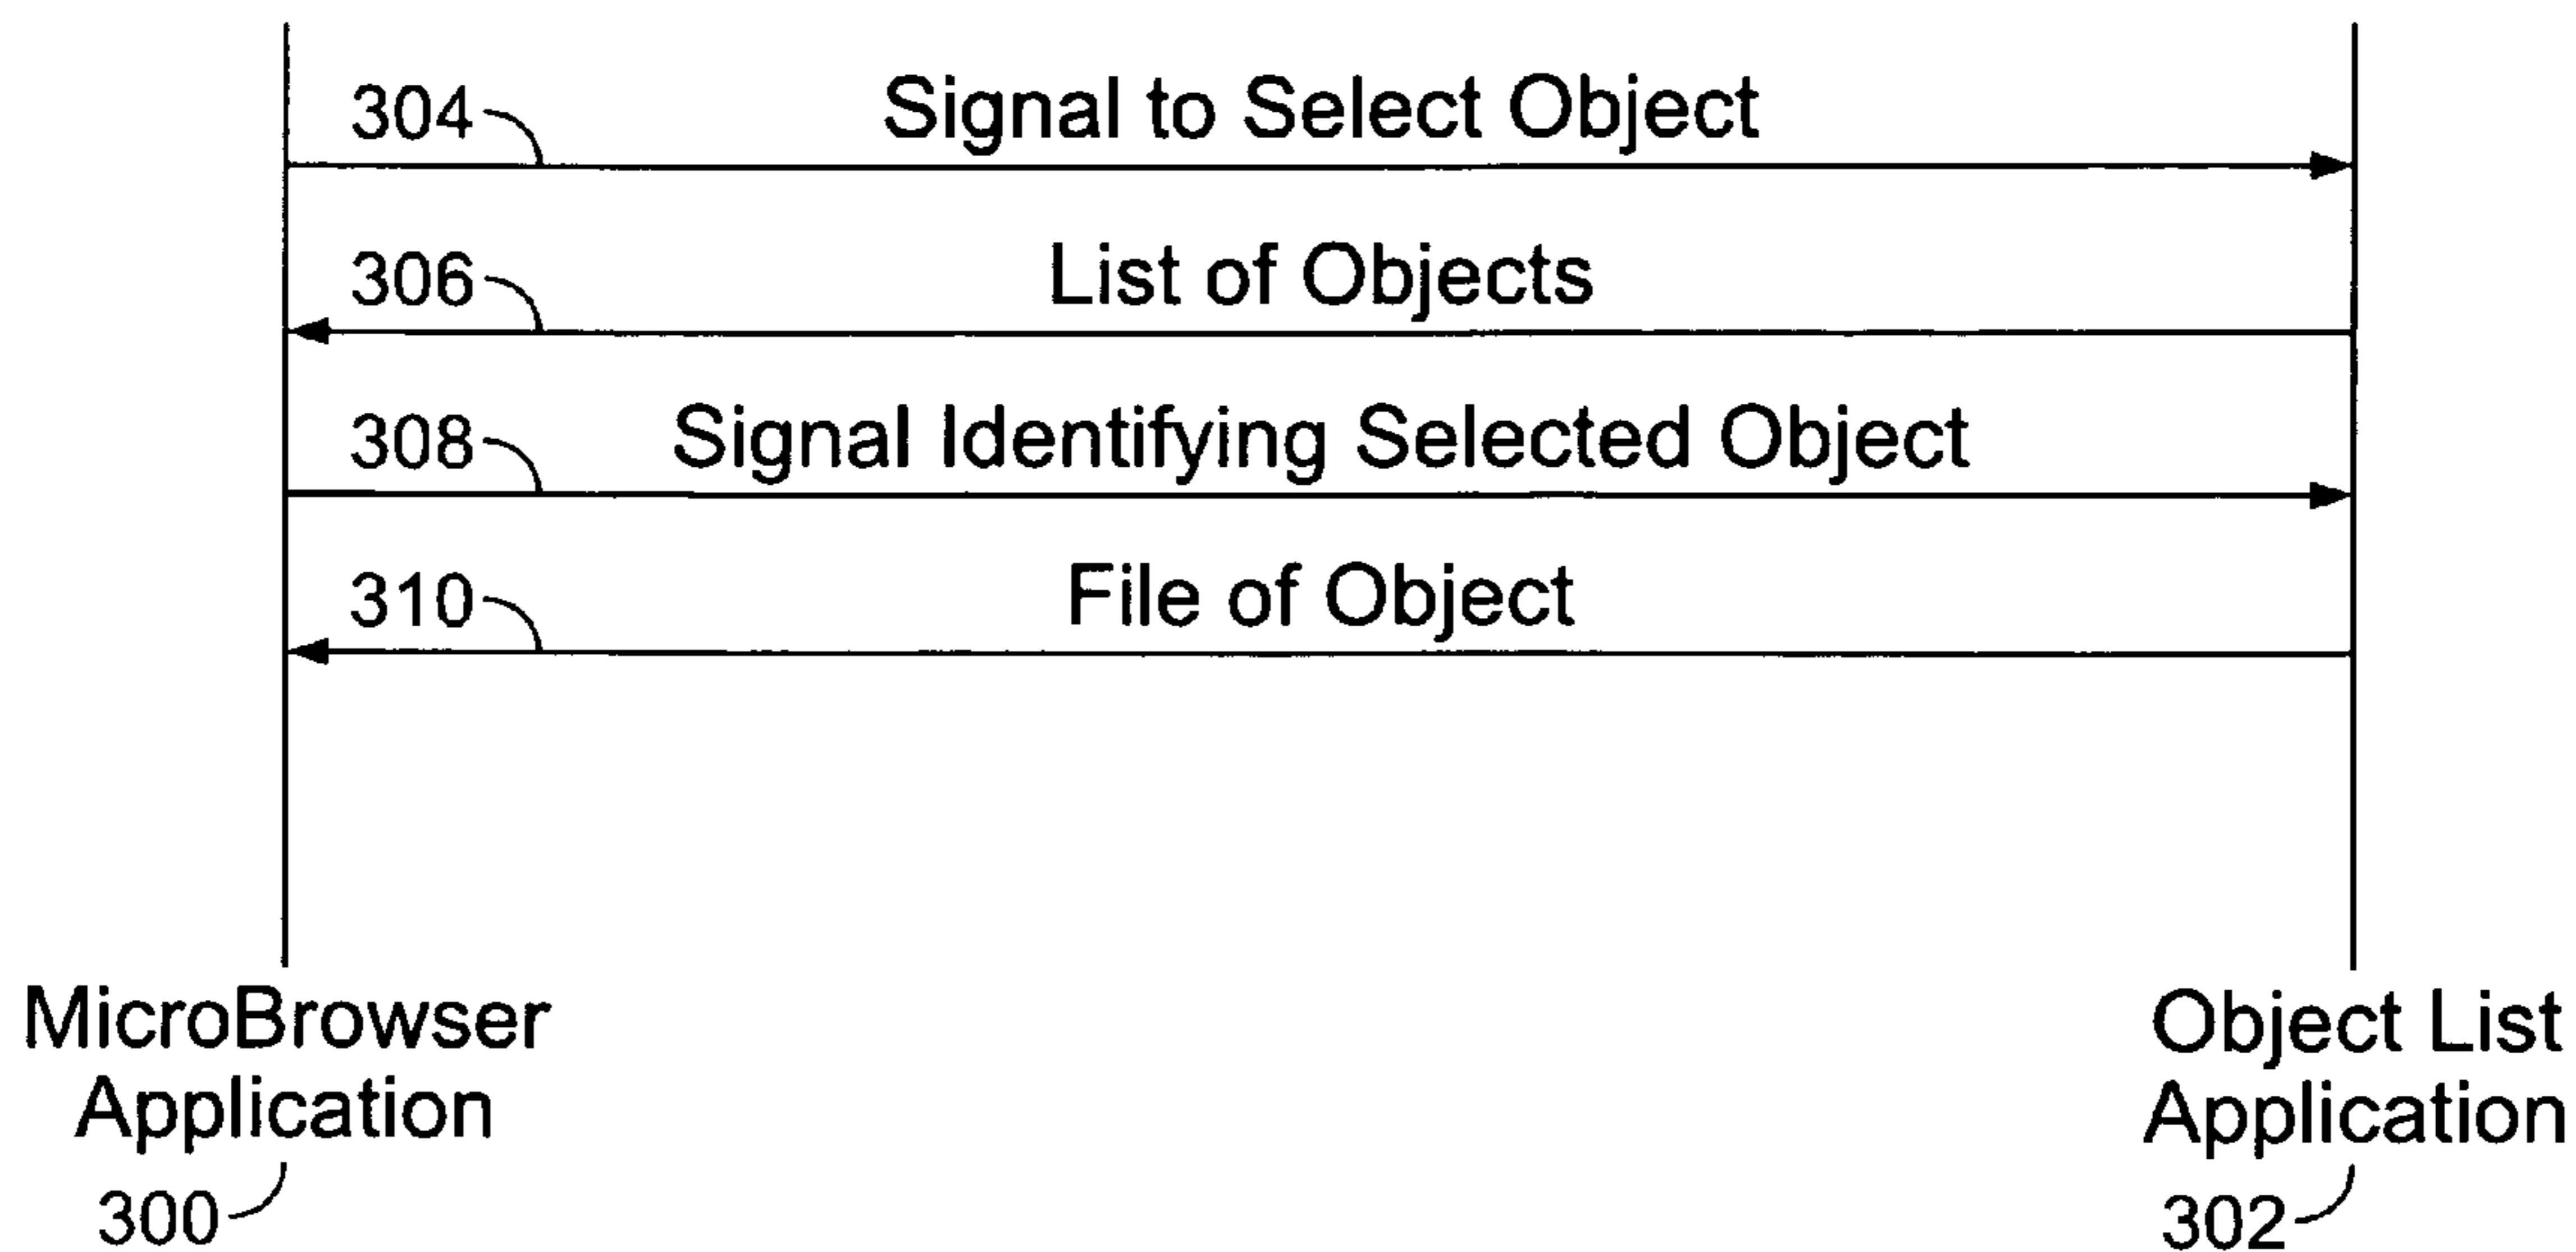 304 Signal to Select Object
306 List of Objects
308 Signal Identifying Selected Object
310 File of Object
MicroBrowser
Application
300
Object List
Application
302